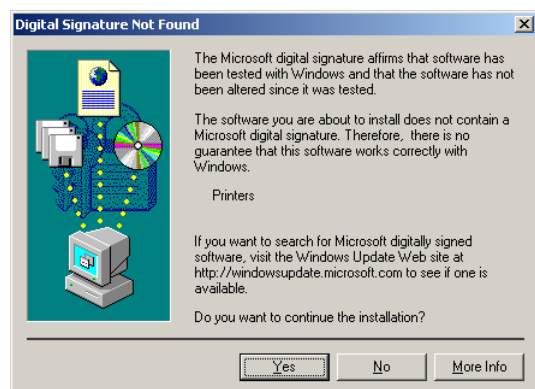 Digital Signature Not Found
The Microsoft digital signature affirms that software has
been tested with Windows and that the software has not
been altered since it was tested.
The software you are about to install does not contain a
Microsoft digital signature. Therefore, there is no
guarantee that this software works correctly with
Windows.
Printers
If you want to search for Microsoft digitally signed
software, visit the Windows Update Web site at
http://windowsupdate.microsoft.com to see if one is
available.
Do you want to continue the installation?
Yes No More Info